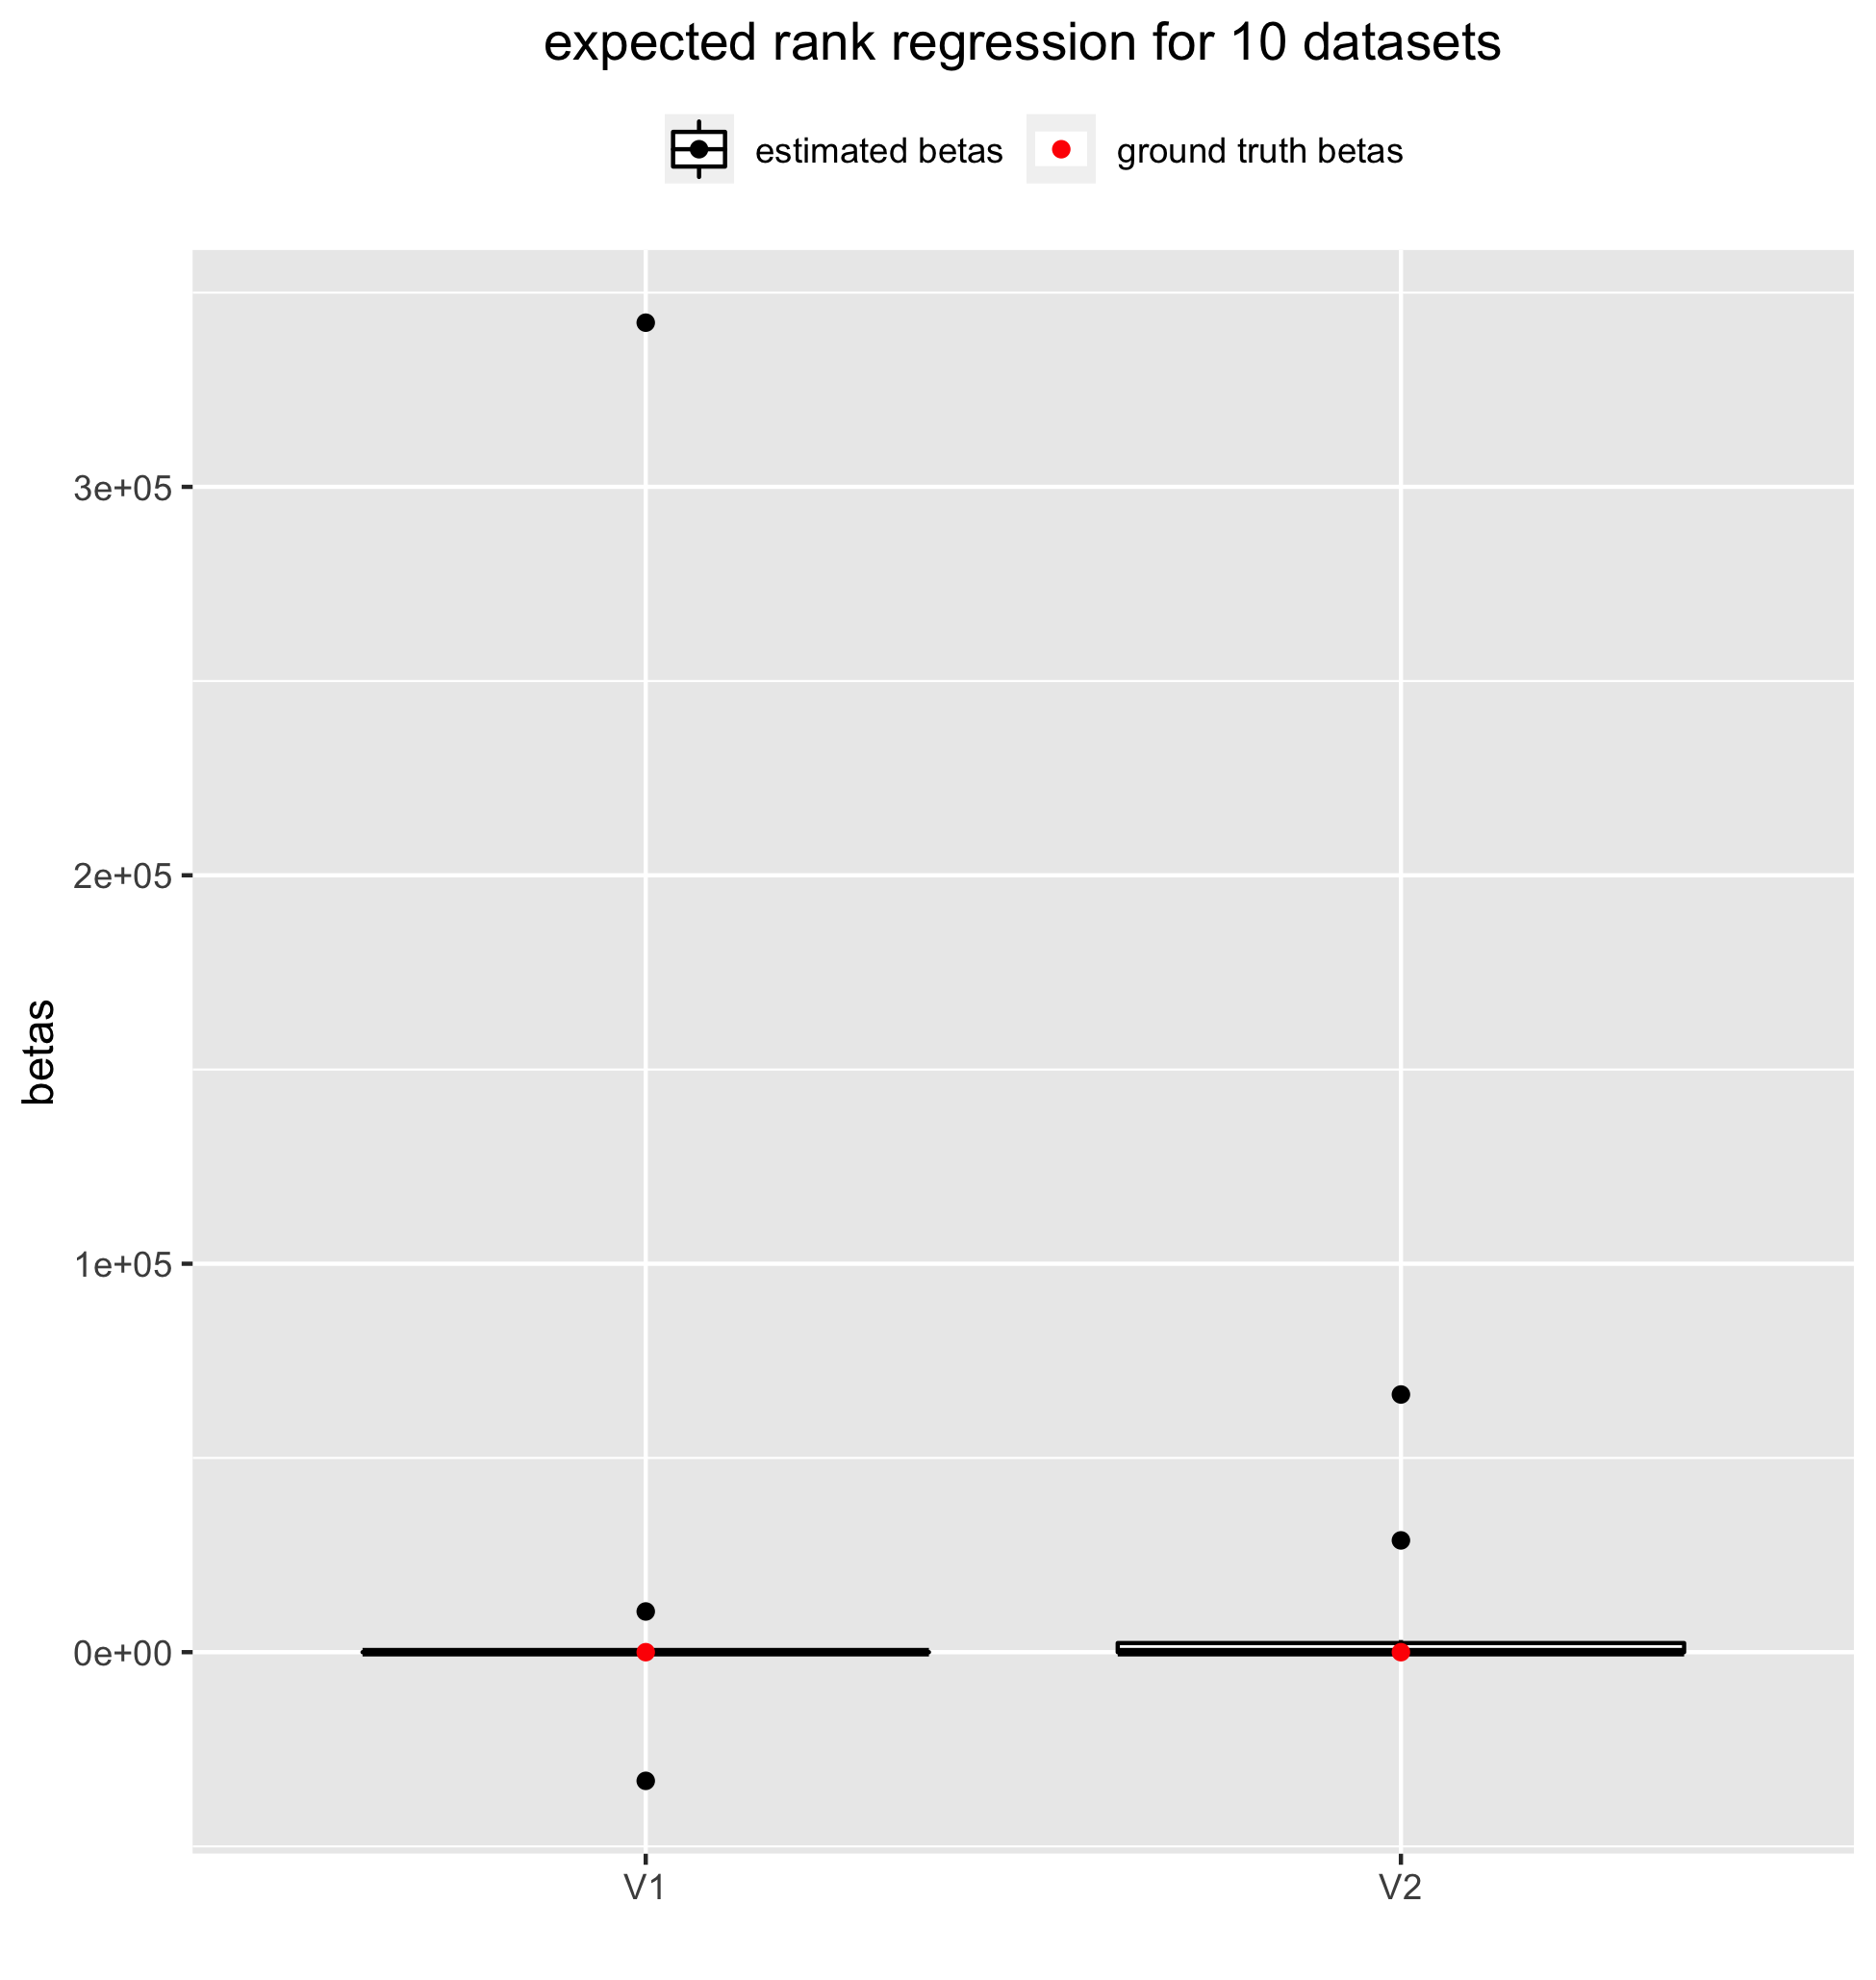 expected rank regression for 10 datasets
estimated betas
ground truth betas
betas
3e+05
2e+05
1e+05
0e+00
V1
V2